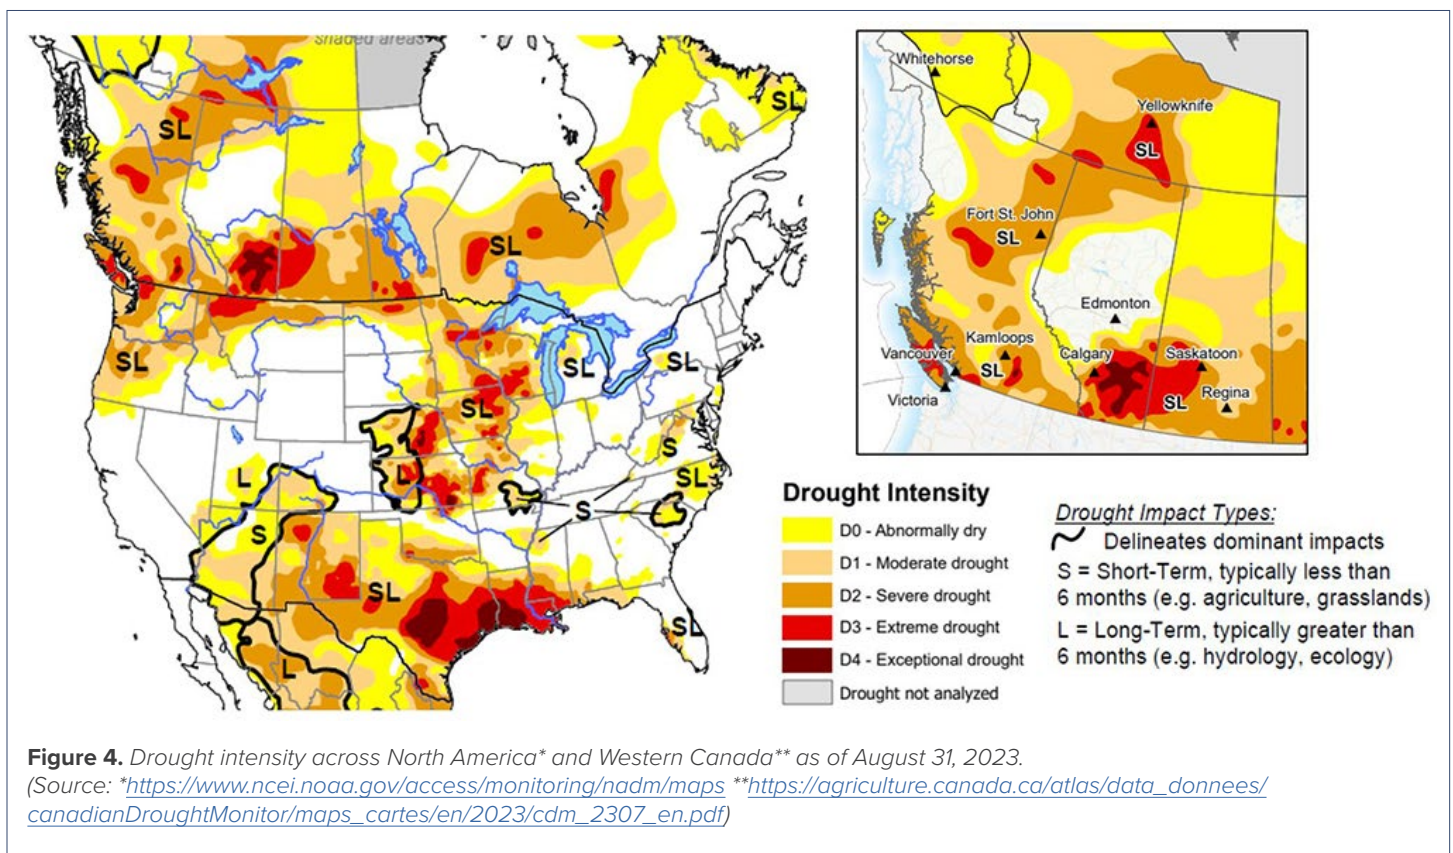 shaded areas
SL
SL
SL
SL
SL
SL
SL
S
SL
L
L
S
S
SL
SL
L
Whitehorse
Yellowknife
SL
Fort St. John
SL
Edmonton
Kamloops
Vancouver
Calgary
Saskatoon
SL
Regina
SL
Victoria
Drought Intensity
D0 - Abnormally dry
D1 - Moderate drought
D2 - Severe drought
D3 - Extreme drought
D4 - Exceptional drought
Drought not analyzed
Drought Impact Types:
Delineates dominant impacts
S = Short-Term, typically less than
6 months (e.g. agriculture, grasslands)
L = Long-Term, typically greater than
6 months (e.g. hydrology, ecology)
Figure 4. Drought intensity across North America* and Western Canada** as of August 31, 2023.
(Source: *https://www.ncei.noaa.gov/access/monitoring/nadm/maps **https://agriculture.canada.ca/atlas/data_donnees/
canadianDroughtMonitor/maps_cartes/en/2023/cdm_2307_en.pdf)